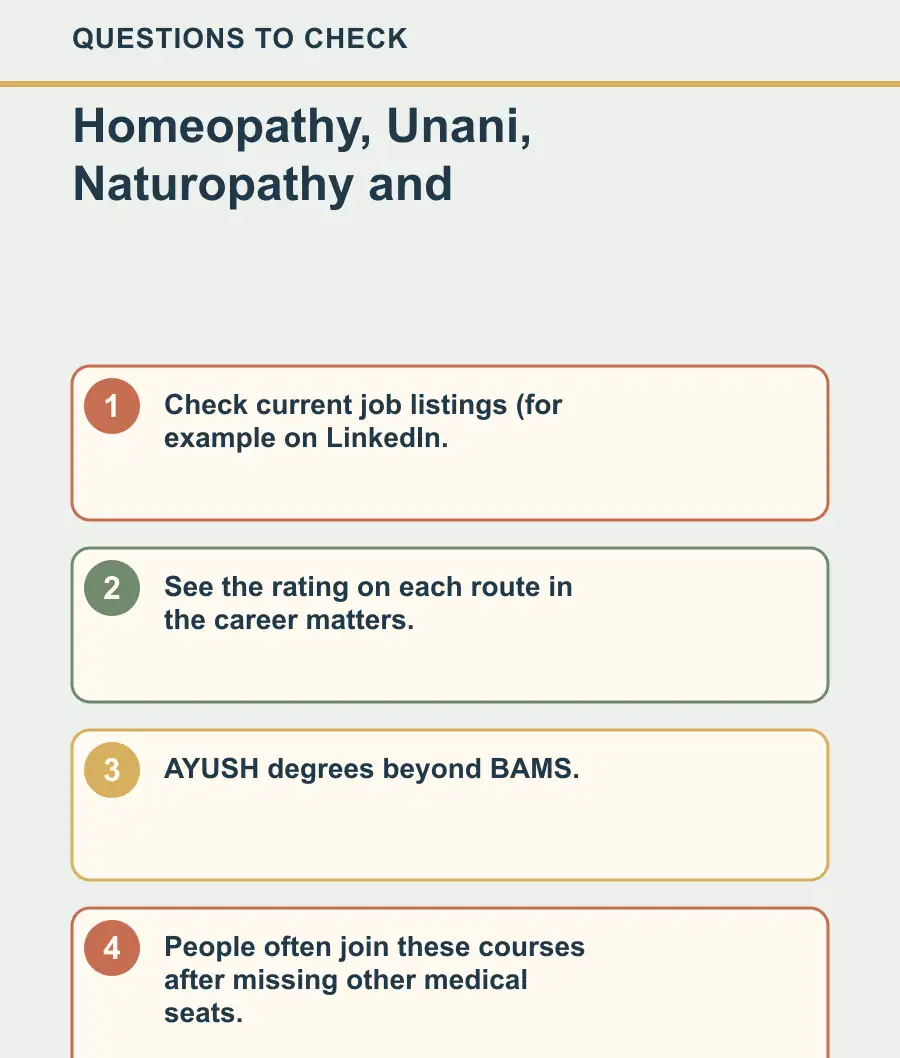 QUESTIONS TO CHECK
Homeopathy, Unani,
Naturopathy and
1
Check current job listings (for
example on LinkedIn.
2
See the rating on each route in
the career matters.
3
AYUSH degrees beyond BAMS.
4
People often join these courses
after missing other medical
seats.